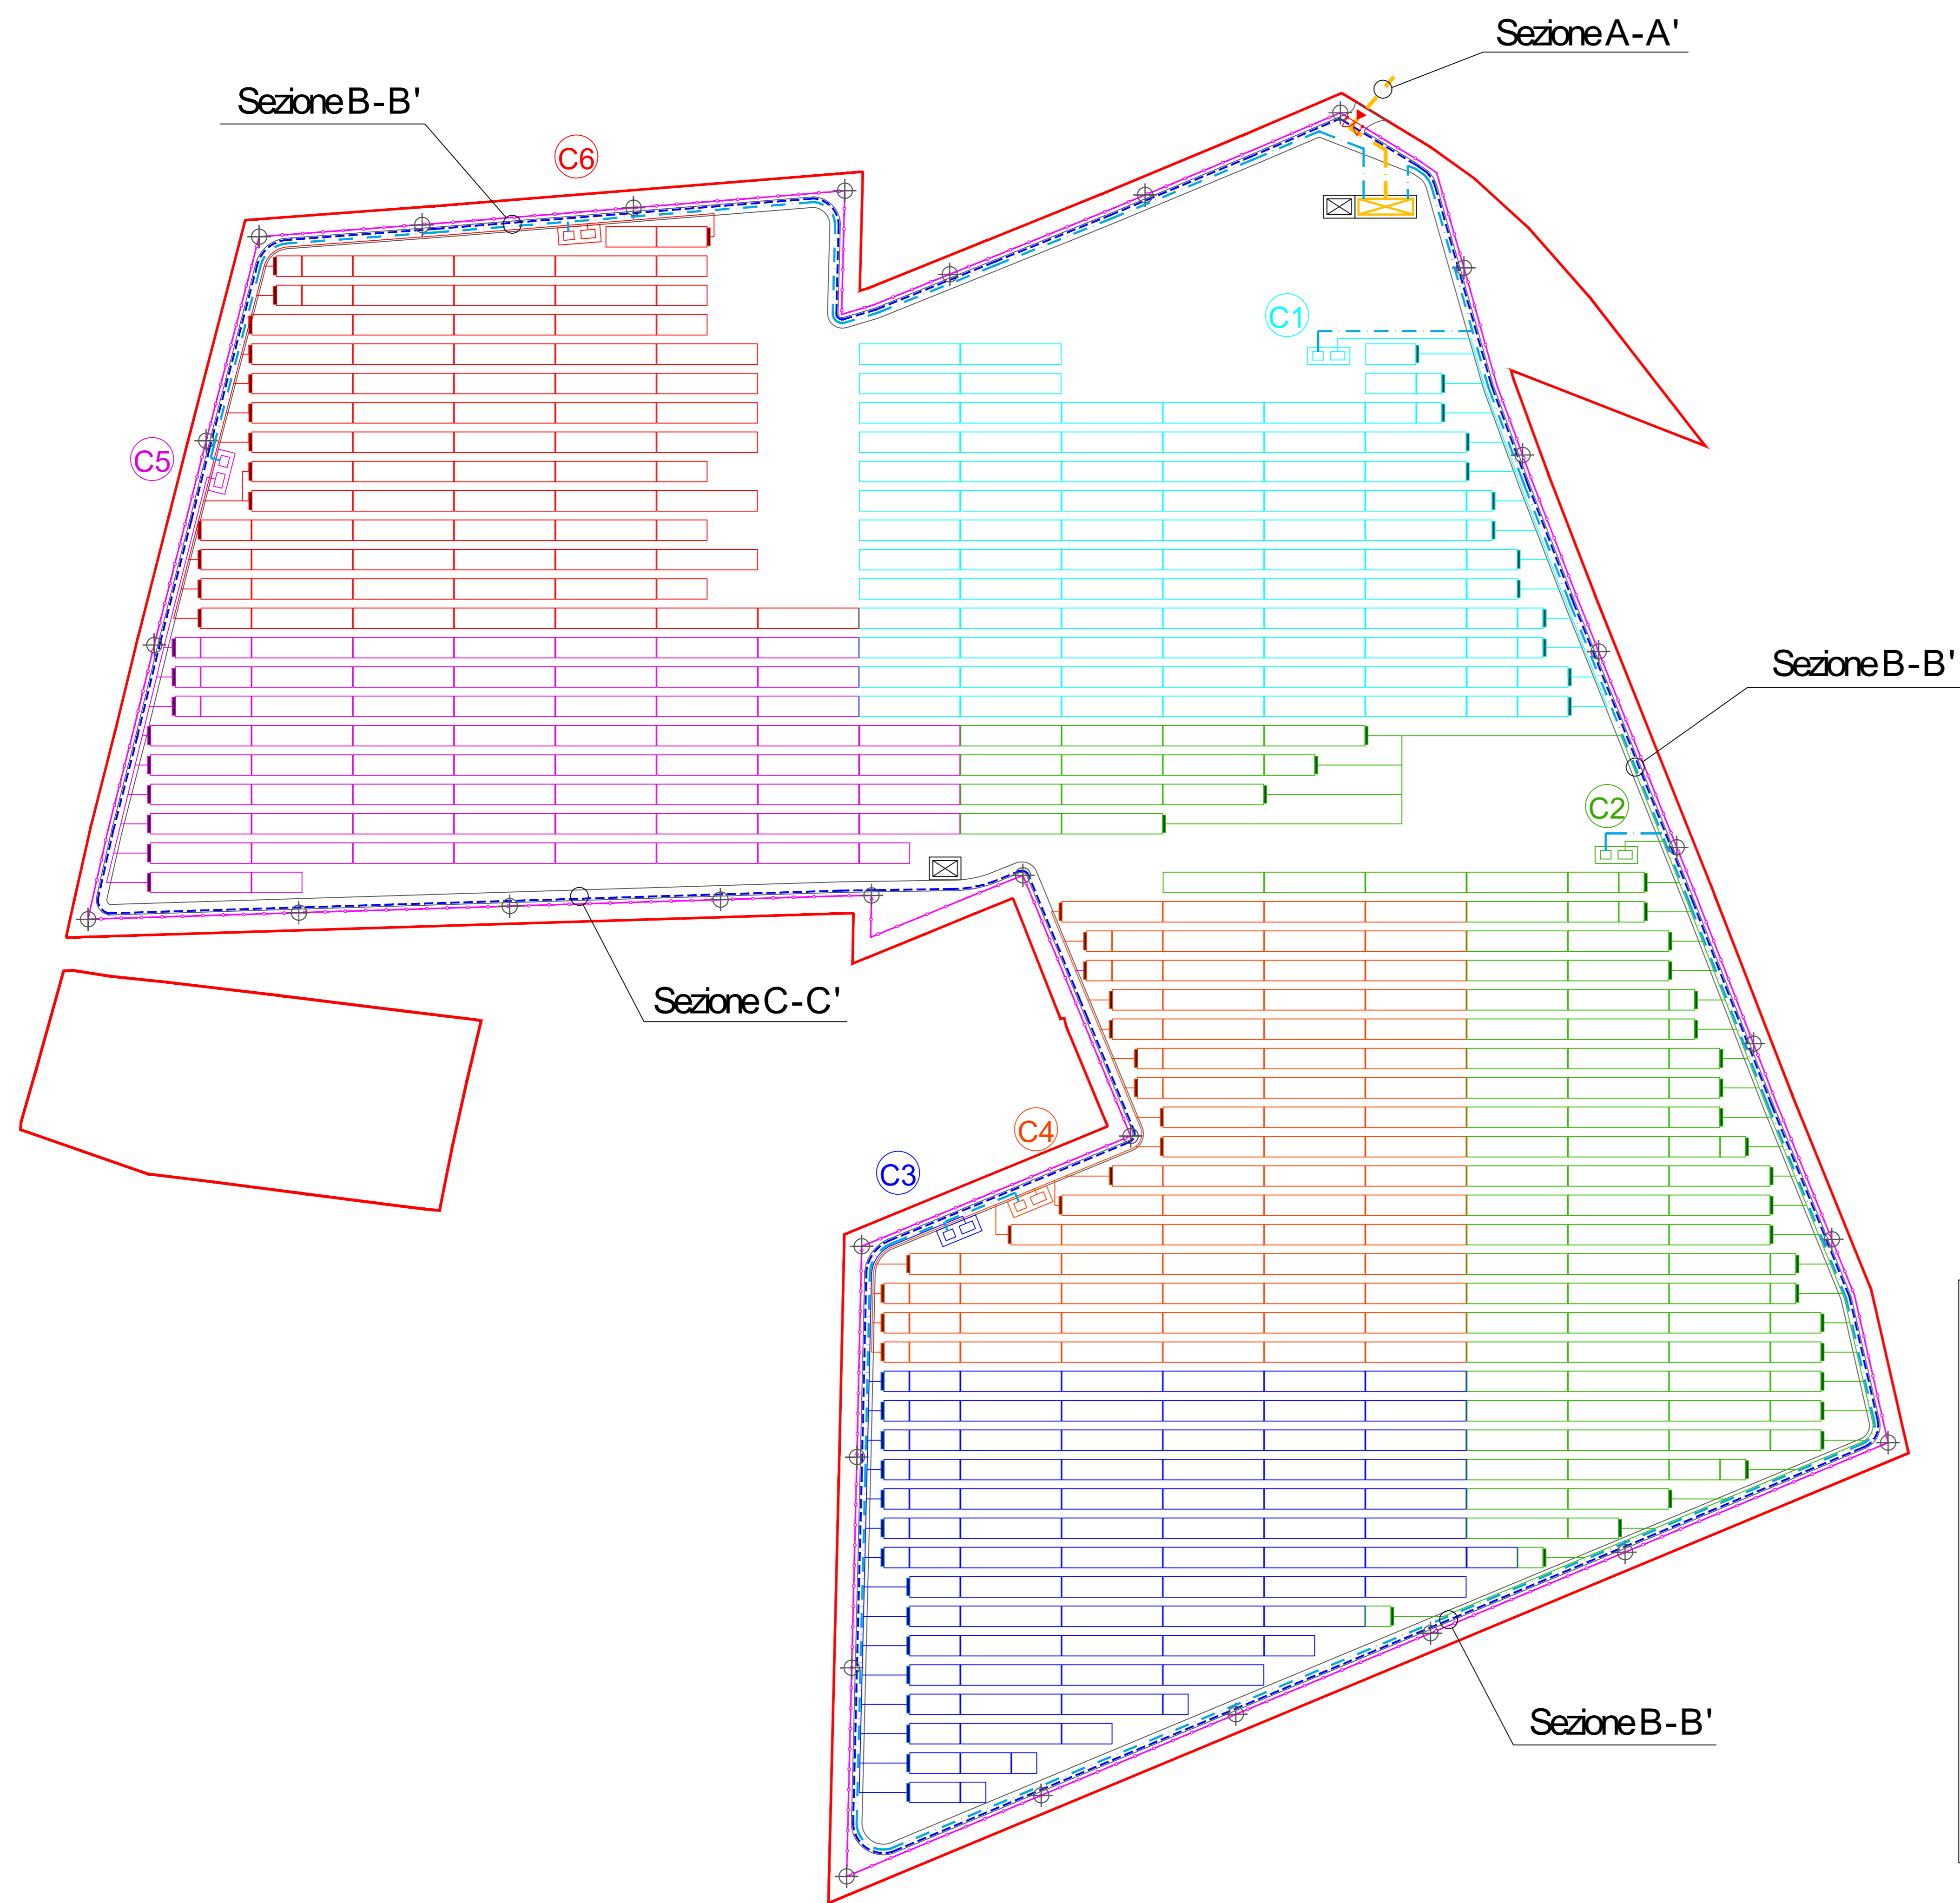 Sezione A-A'
Sezione B-B'
C6
C1
C5
Sezione B-B'
C2
Sezione C-C'
C4
C3
Sezione B-B'